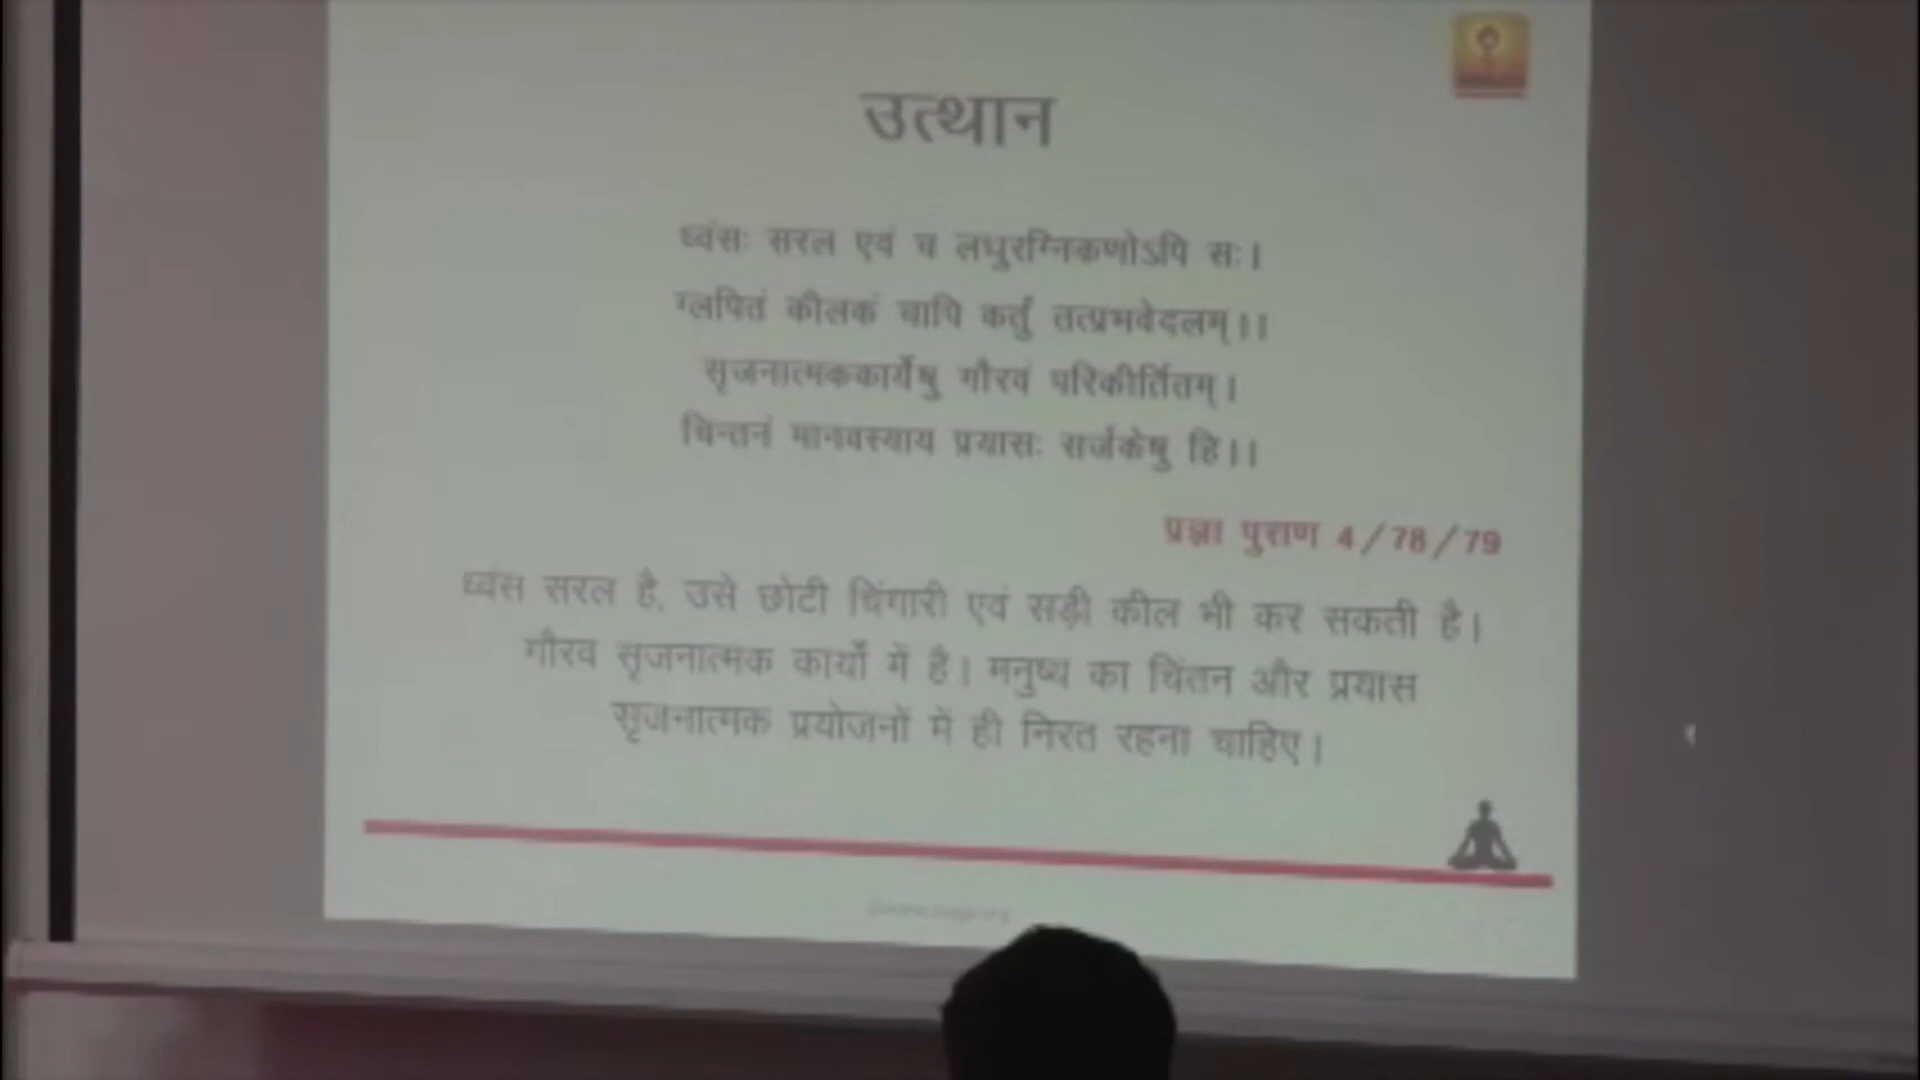 उत्थान
ध्वंसः सरल एवं च लघुरग्निकणोऽपि सः।
ग्लपितं कीलकं चापि कर्तुं तत्प्रभवेदलम्।।
सृजनात्मककार्येषु गौरवं परिकीर्तितम्।
चिन्तनं मानवस्याय प्रयासः सर्जकेषु हि।।
प्रज्ञा पुराण 4/78/79
ध्वंस सरल है, उसे छोटी चिंगारी एवं सड़ी कील भी कर सकती है।
गौरव सृजनात्मक कार्यों में है। मनुष्य का चिंतन और प्रयास
सृजनात्मक प्रयोजनों में ही निरत रहना चाहिए।